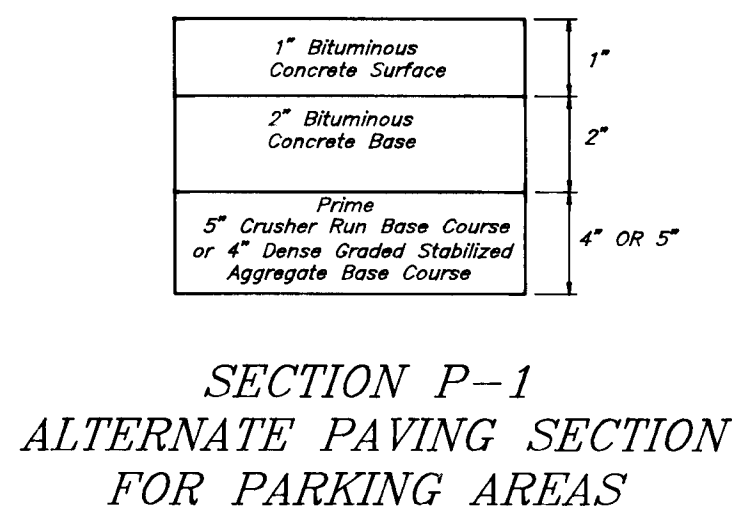 1" Bituminous
Concrete Surface
1"
2" Bituminous
Concrete Base
2"
Prime
5" Crusher Run Base Course
or 4" Dense Graded Stabilized
Aggregate Base Course
4" OR 5"
SECTION P-1
ALTERNATE PAVING SECTION
FOR PARKING AREAS